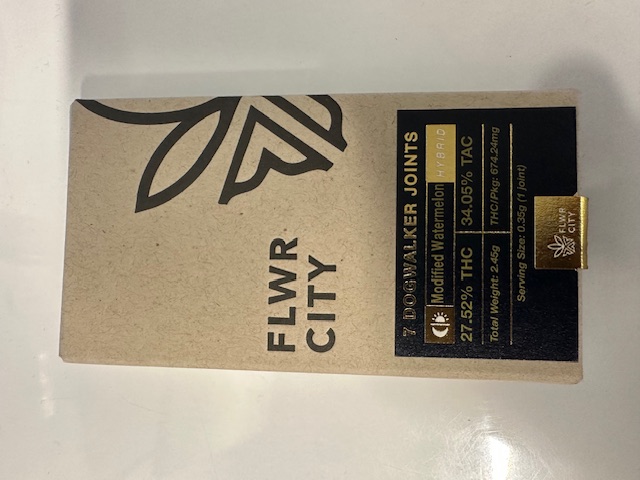 FLWR
CITY
7 DOGWALKER JOINTS
Modified Watermelon HYBRID
27.52% THC 34.05% TAC
Total Weight: 2.45g THC/Pkg: 674.24mg
Serving Size: 0.35g (1 joint)
FLWR
CITY